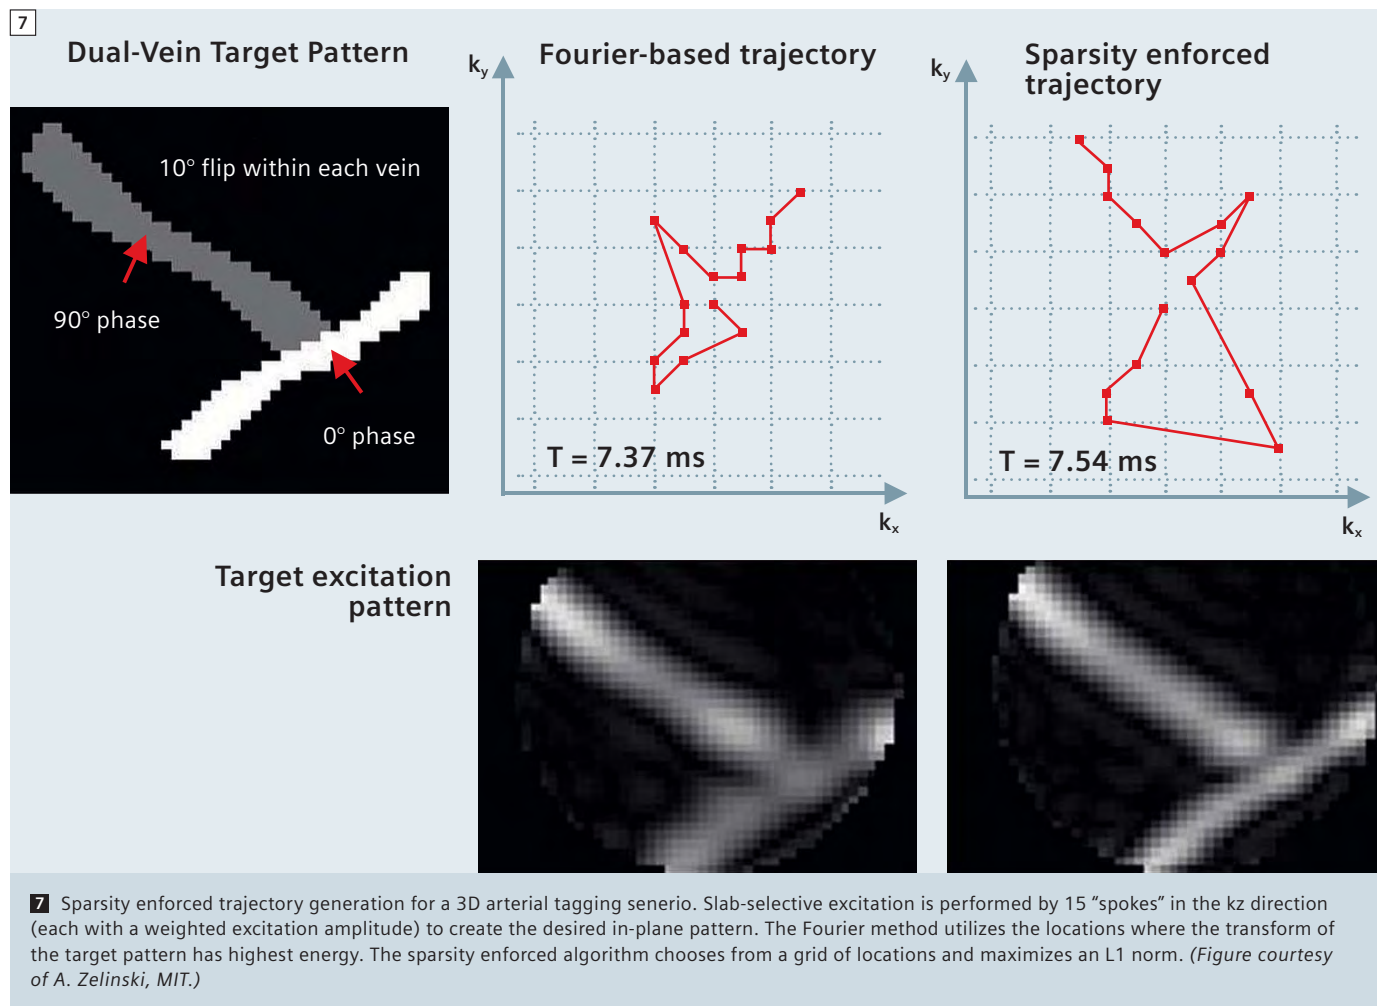 7
Dual-Vein Target Pattern
10° flip within each vein
90° phase
0° phase
Fourier-based trajectory
ky
T = 7.37 ms
kx
Sparsity enforced
trajectory
ky
T = 7.54 ms
kx
Target excitation
pattern
7 Sparsity enforced trajectory generation for a 3D arterial tagging senerio. Slab-selective excitation is performed by 15 “spokes” in the kz direction
(each with a weighted excitation amplitude) to create the desired in-plane pattern. The Fourier method utilizes the locations where the transform of
the target pattern has highest energy. The sparsity enforced algorithm chooses from a grid of locations and maximizes an L1 norm. (Figure courtesy
of A. Zelinski, MIT.)